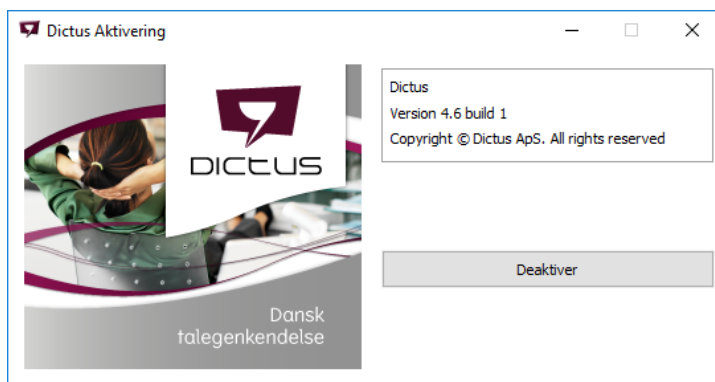 Dictus Aktivering
DICTUS
Dansk
talegenkendelse
Dictus
Version 4.6 build 1
Copyright © Dictus ApS. All rights reserved
Deaktiver